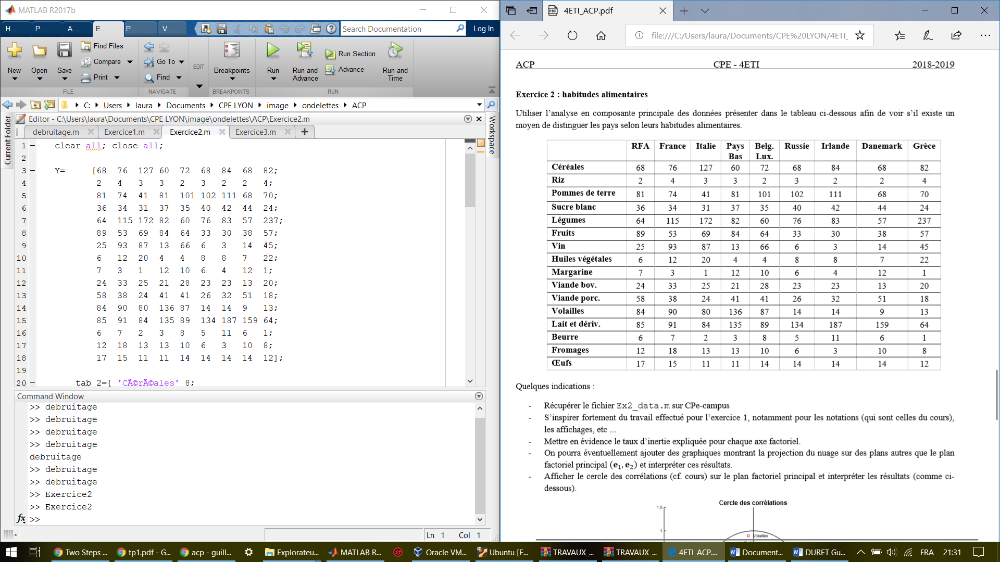 MATLAB R2017b
H... P... A... E... P... V... Search Documentation Log In
New Open Save Find Files Compare Print Go To Find EDIT Breakpoints Run Run and Advance Run Section Advance Run and Time
FILE NAVIGATE BREAKPOINTS RUN
C: Users laura Documents CPE LYON image ondelettes ACP
Current Folder
Workspace
Editor - C:\Users\laura\Documents\CPE LYON\image\ondelettes\ACP\Exercice2.m
debruitage.m Exercice1.m Exercice2.m Exercice3.m
1 clear all; close all;
2
3 Y= [68 76 127 60 72 68 84 68 82;
4 2 4 3 3 2 3 2 2 4;
5 81 74 41 81 101 102 111 68 70;
6 36 34 31 37 35 40 42 44 24;
7 64 115 172 82 60 76 83 57 237;
8 89 53 69 84 64 33 30 38 57;
9 25 93 87 13 66 6 3 14 45;
10 6 12 20 4 4 8 8 7 22;
11 7 3 1 12 10 6 4 12 1;
12 24 33 25 21 28 23 23 13 20;
13 58 38 24 41 41 26 32 51 18;
14 84 90 80 136 87 14 14 9 13;
15 85 91 84 135 89 134 187 159 64;
16 6 7 2 3 8 5 11 6 1;
17 12 18 13 13 10 6 3 10 8;
18 17 15 11 11 14 14 14 14 12];
19
20 tab 2={ 'CÃ©rÃ©ales' 8;
Command Window
>> debruitage
>> debruitage
>> debruitage
>> debruitage
debruitage
>> debruitage
>> debruitage
>> Exercice2
>> Exercice2
fx >>
Ln 1 Col 1
4ETI_ACP.pdf
file:///C:/Users/laura/Documents/CPE%20LYON/4ETI_
ACP CPE - 4ETI 2018-2019
Exercice 2 : habitudes alimentaires
Utiliser l'analyse en composante principale des données présenter dans le tableau ci-dessous afin de voir s'il existe un
moyen de distinguer les pays selon leurs habitudes alimentaires.
RFA France Italie Pays Bas Belg. Lux. Russie Irlande Danemark Grèce
Céréales 68 76 127 60 72 68 84 68 82
Riz 2 4 3 3 2 3 2 2 4
Pommes de terre 81 74 41 81 101 102 111 68 70
Sucre blanc 36 34 31 37 35 40 42 44 24
Légumes 64 115 172 82 60 76 83 57 237
Fruits 89 53 69 84 64 33 30 38 57
Vin 25 93 87 13 66 6 3 14 45
Huiles végétales 6 12 20 4 4 8 8 7 22
Margarine 7 3 1 12 10 6 4 12 1
Viande bov. 24 33 25 21 28 23 23 13 20
Viande porc. 58 38 24 41 41 26 32 51 18
Volailles 84 90 80 136 87 14 14 9 13
Lait et dériv. 85 91 84 135 89 134 187 159 64
Beurre 6 7 2 3 8 5 11 6 1
Fromages 12 18 13 13 10 6 3 10 8
Œufs 17 15 11 11 14 14 14 14 12
Quelques indications :
- Récupérer le fichier Ex2_data.m sur CPe-campus
- S'inspirer fortement du travail effectué pour l'exercice 1, notamment pour les notations (qui sont celles du cours),
les affichages, etc ...
- Mettre en évidence le taux d'inertie expliquée pour chaque axe factoriel.
- On pourra éventuellement ajouter des graphiques montrant la projection du nuage sur des plans autres que le plan
factoriel principal (e1, e2) et interpréter ces résultats.
- Afficher le cercle des corrélations (cf. cours) sur le plan factoriel principal et interpréter les résultats (comme ci-
dessous).
Cercle des corrélations
1.5
1
Volailles
Two Steps ... tp1.pdf - G... acp - guill... Explorateu... MATLAB R... Oracle VM... Ubuntu [E... TRAVAUX_... TRAVAUX_... 4ETI_ACP.... Document... DURET Gu... FRA 21:31